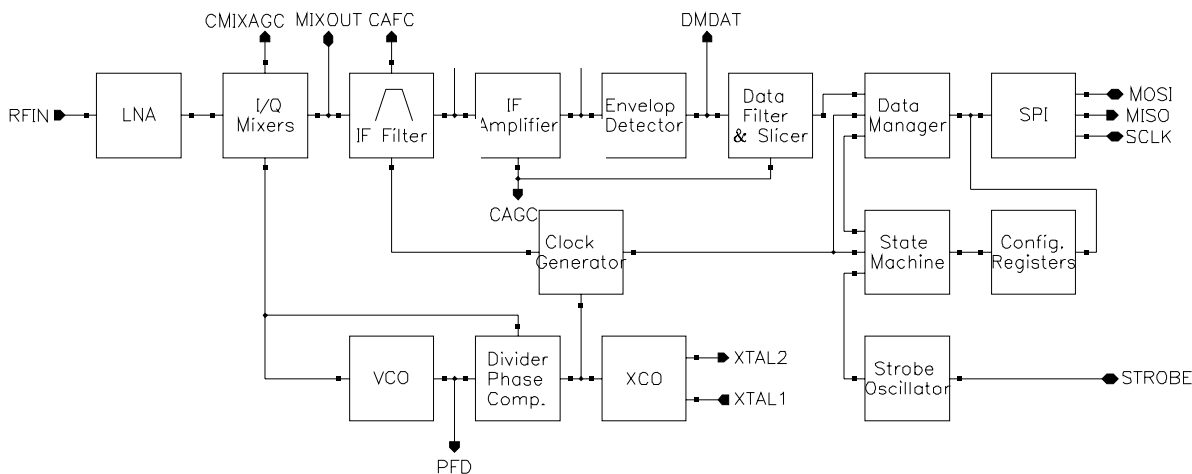 CMIXAGC
MIXOUT
CAFC
DMDAT
RFIN
LNA
I/Q
Mixers
IF Filter
IF
Amplifier
Envelop
Detector
Data
Filter
& Slicer
Data
Manager
SPI
MOSI
MISO
SCLK
CAGC
Clock
Generator
State
Machine
Config.
Registers
VCO
Divider
Phase
Comp.
XCO
XTAL2
XTAL1
Strobe
Oscillator
STROBE
PFD